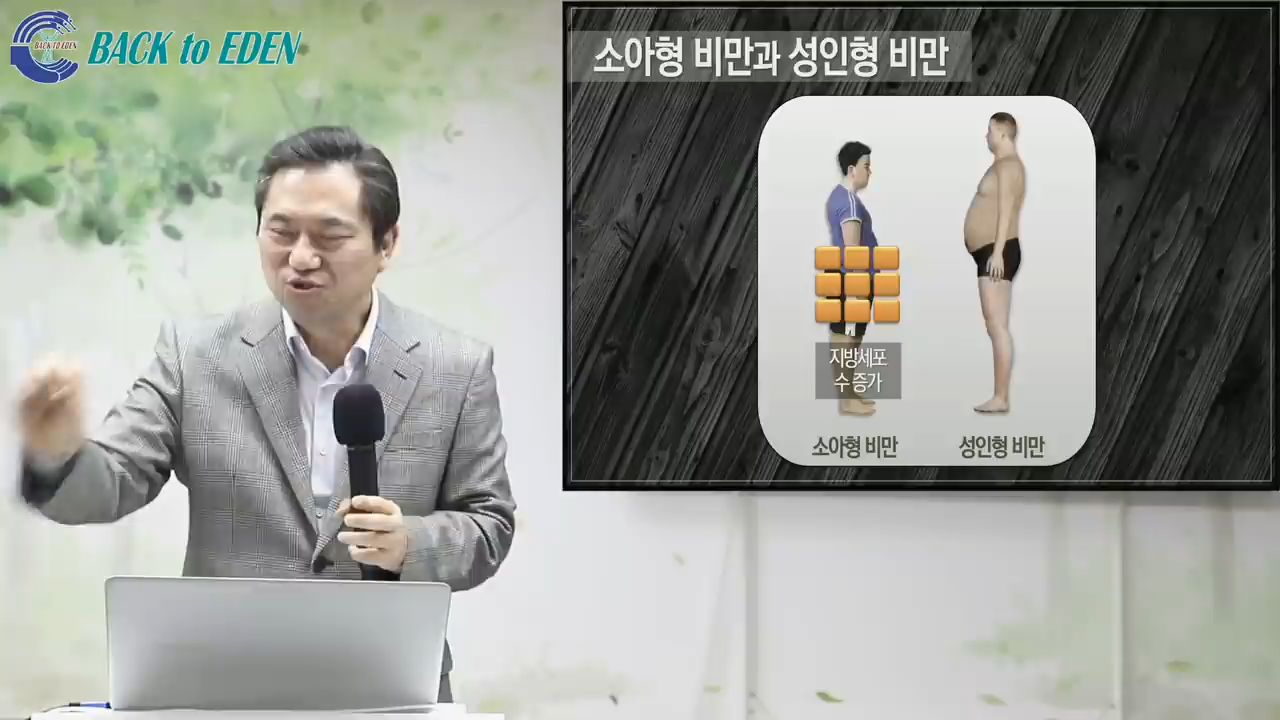 BACK TO EDEN
BACK to EDEN
소아형 비만과 성인형 비만
지방세포
수 증가
소아형 비만
성인형 비만